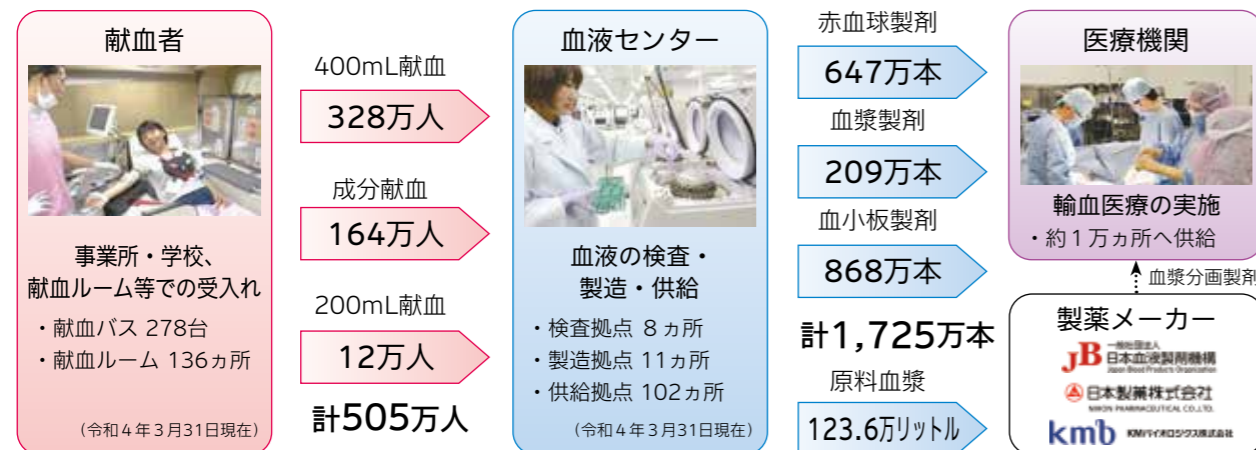 献血者
事業所・学校、
献血ルーム等での受入れ
・献血バス 278台
・献血ルーム 136ヵ所
(令和4年3月31日現在)
400mL献血
328万人
成分献血
164万人
200mL献血
12万人
計505万人
血液センター
血液の検査・
製造・供給
・検査拠点 8ヵ所
・製造拠点 11ヵ所
・供給拠点 102ヵ所
(令和4年3月31日現在)
赤血球製剤
647万本
血漿製剤
209万本
血小板製剤
868万本
計1,725万本
原料血漿
123.6万リットル
医療機関
輸血医療の実施
・約1万ヵ所へ供給
血漿分画製剤
製薬メーカー
JB
一般社団法人
日本血液製剤機構
Japan Blood Products Organization
日本製薬株式会社
NIHON PHARMACEUTICAL CO.,LTD.
kmb KMバイオロジクス株式会社